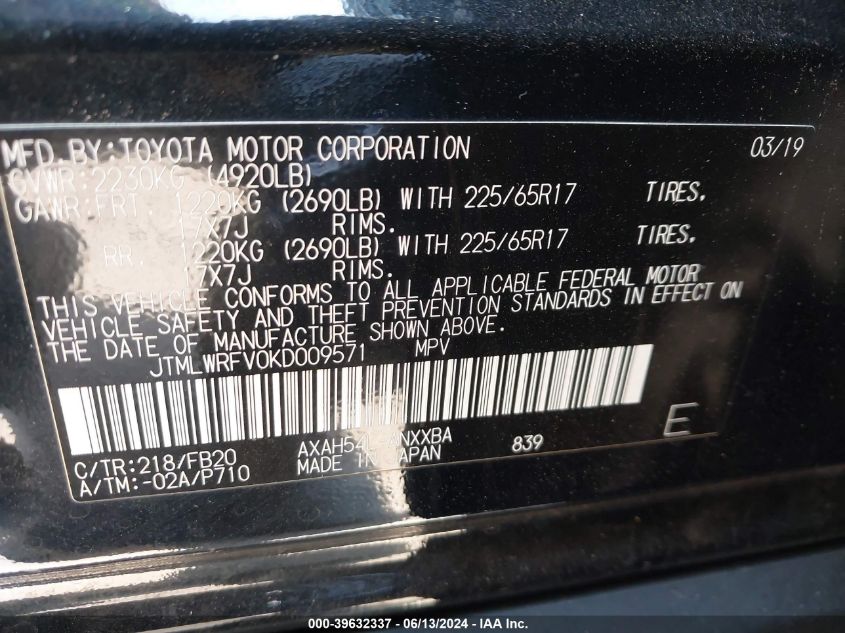 MFD.BY:TOYOTA MOTOR CORPORATION 03/19
GVWR:2230KG (4920LB)
GAWR:FRT. 1220KG (2690LB) WITH 225/65R17 TIRES.
17X7J RIMS.
RR. 1220KG (2690LB) WITH 225/65R17 TIRES.
17X7J RIMS.
THIS VEHICLE CONFORMS TO ALL APPLICABLE FEDERAL MOTOR
VEHICLE SAFETY AND THEFT PREVENTION STANDARDS IN EFFECT ON
THE DATE OF MANUFACTURE SHOWN ABOVE.
JTMLWRFV0KD009571 MPV
C/TR:218/FB20 AXAH54L-ANXXBA 839 E
A/TM:-02A/P710 MADE IN JAPAN
000-39632337 - 06/13/2024 - IAA Inc.